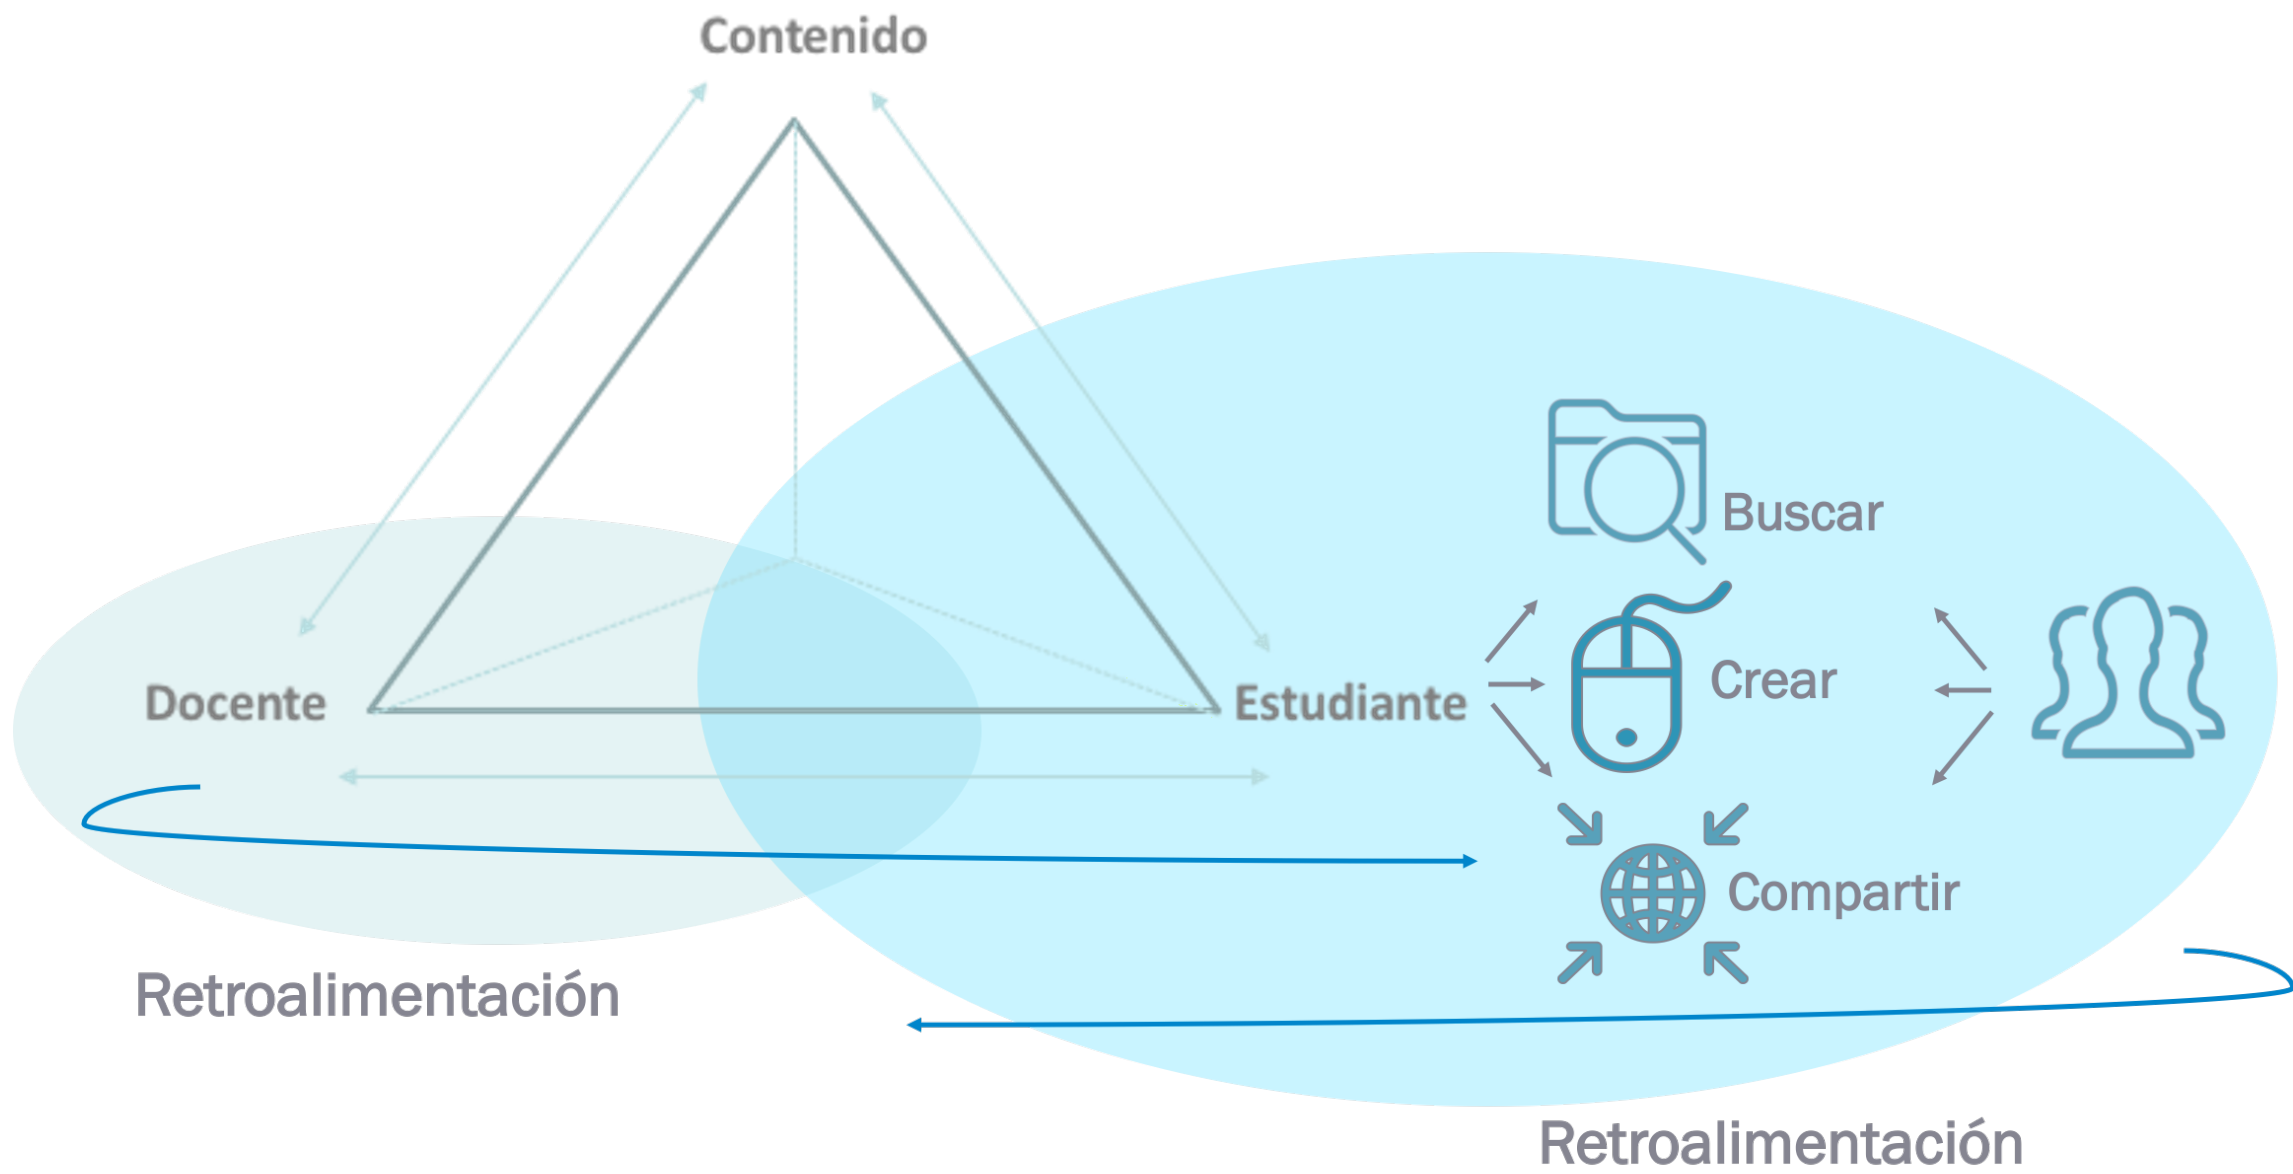 Contenido
Buscar
Docente
Estudiante
Crear
Compartir
Retroalimentación
Retroalimentación